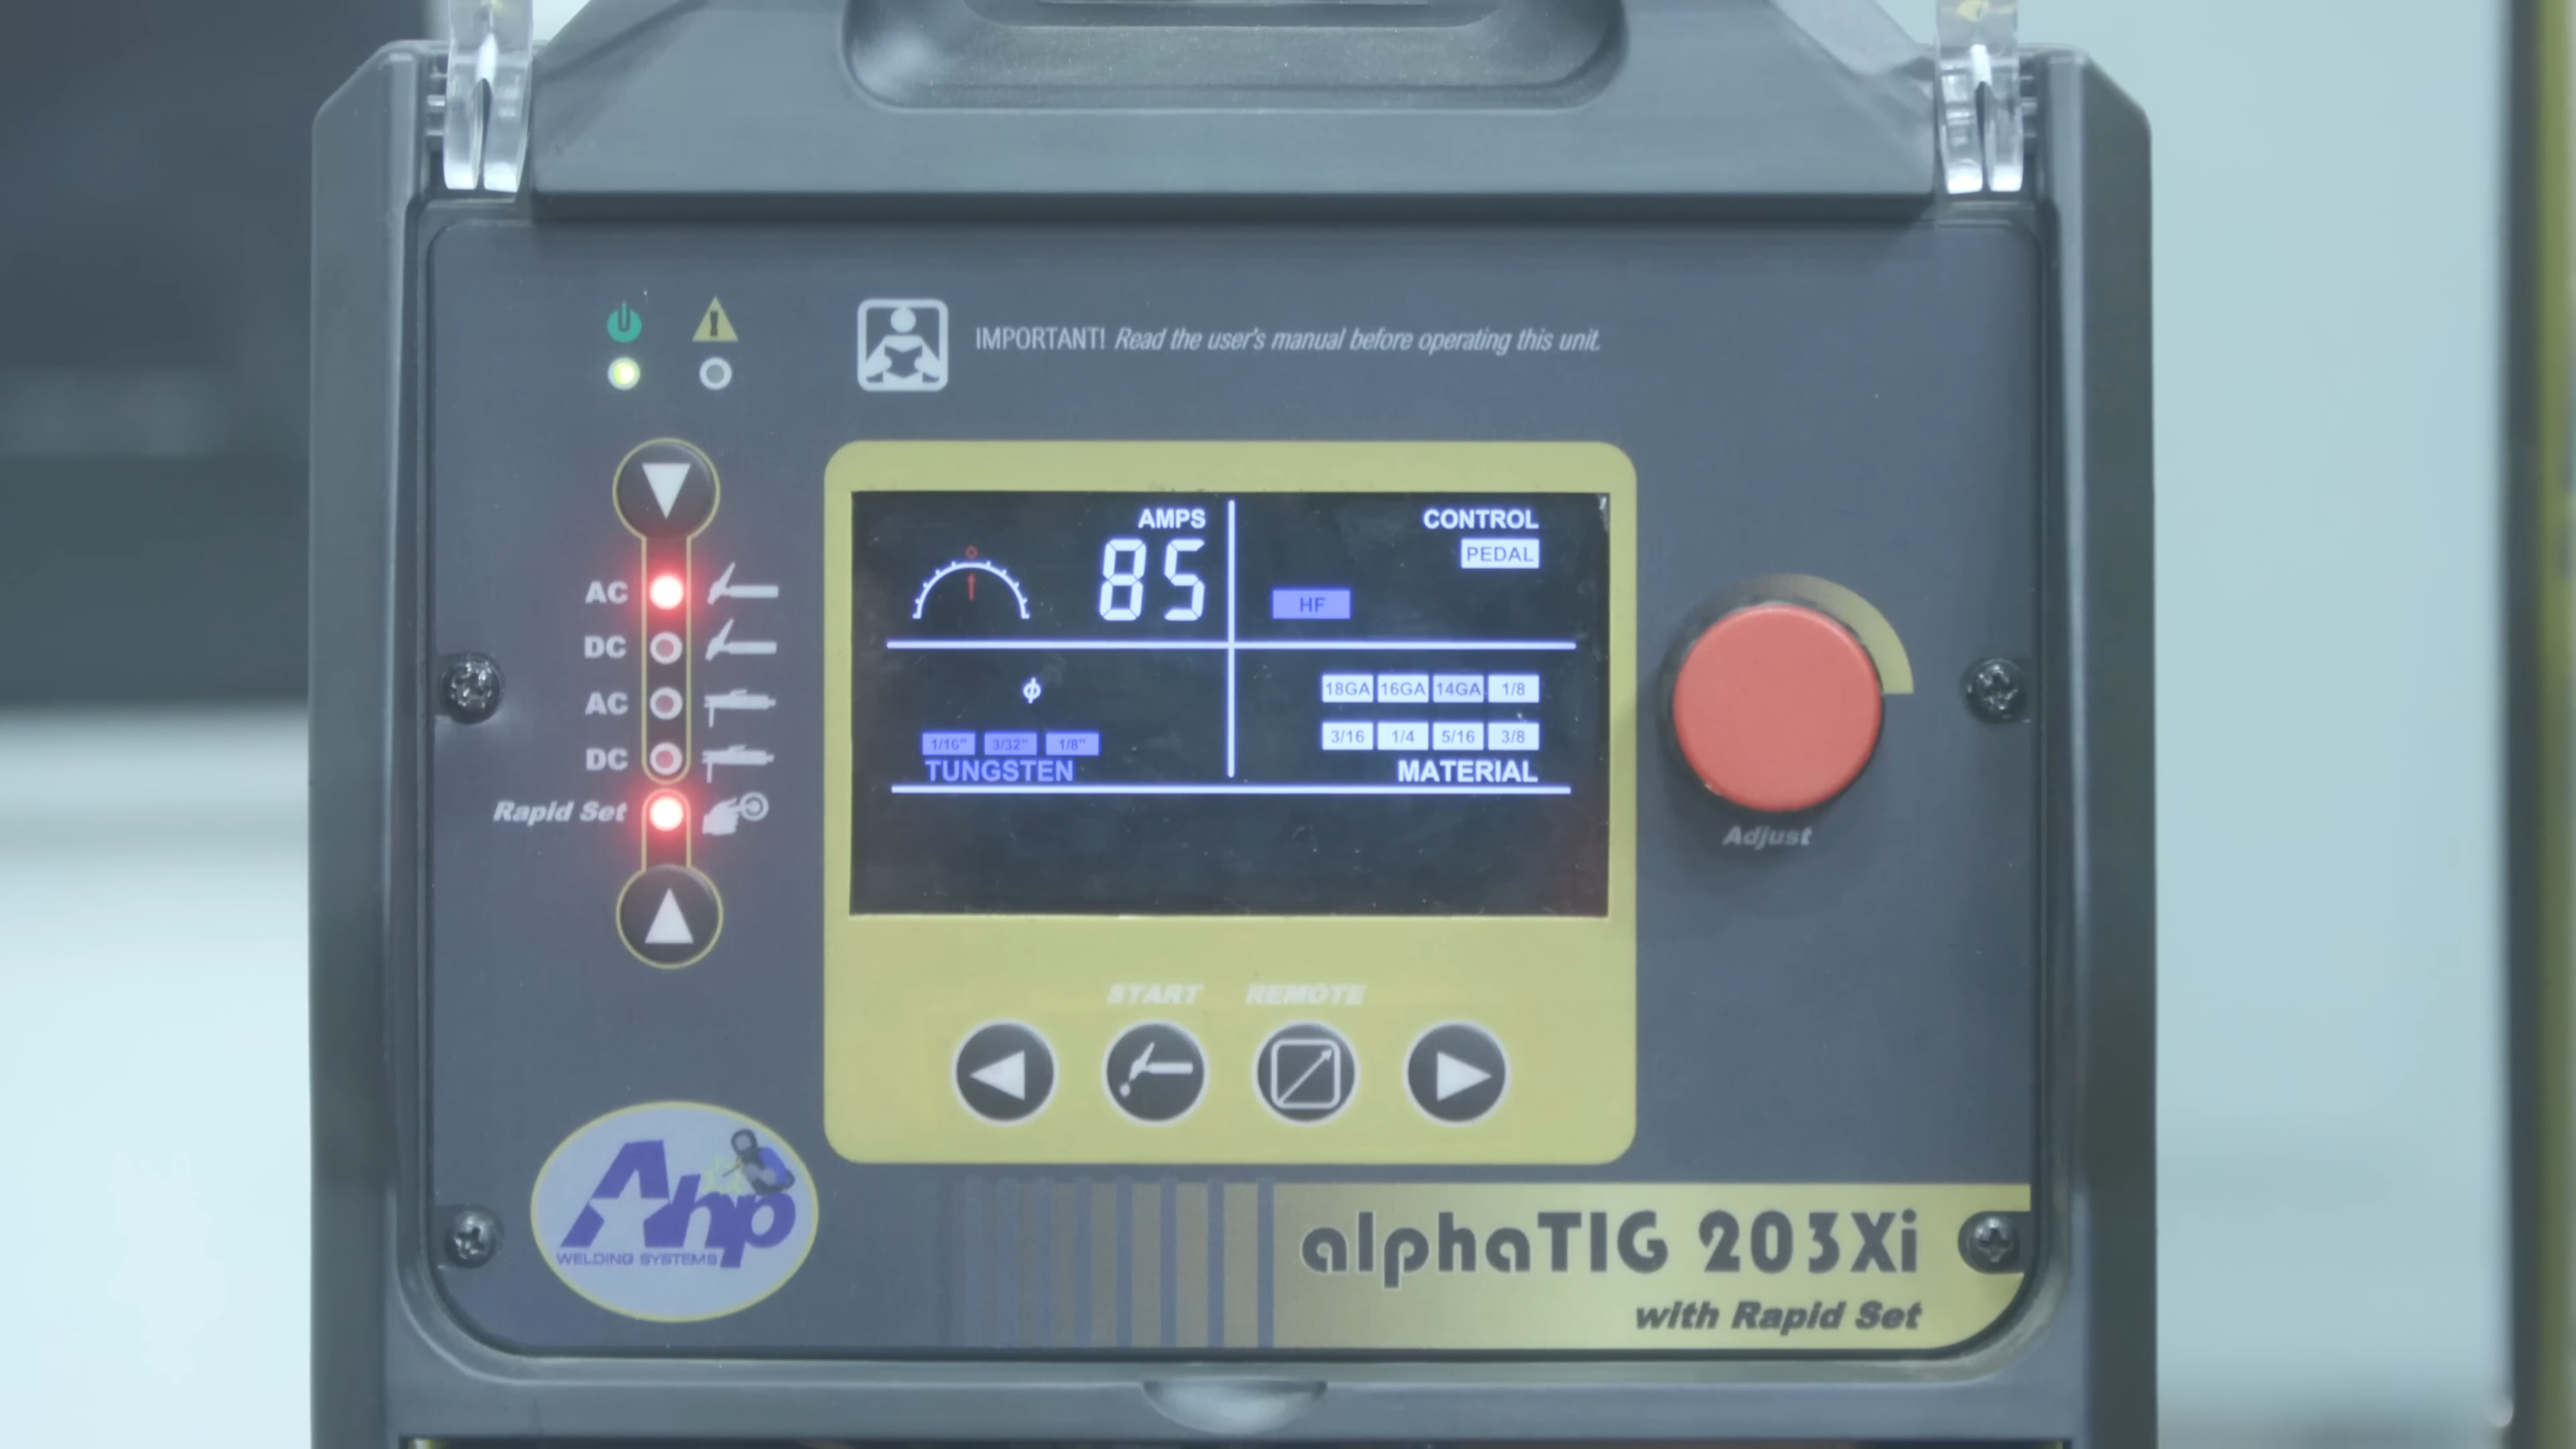 IMPORTANT! Read the user's manual before operating this unit.
AMPS
85
CONTROL
PEDAL
HF
AC
DC
AC
DC
Rapid Set
18GA 16GA 14GA 1/8
3/16 1/4 5/16 3/8
MATERIAL
ϕ
1/16" 3/32" 1/8"
TUNGSTEN
Adjust
START REMOTE
Ahp
WELDING SYSTEMS
alphaTIG 203Xi
with Rapid Set